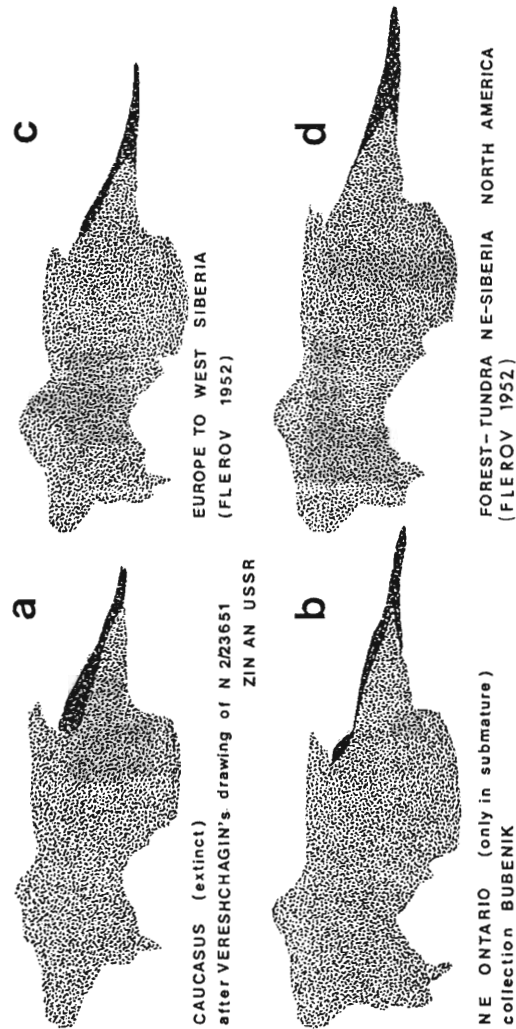 a
CAUCASUS (extinct)
after VERESHCHAGIN's drawing of N 2/23651
ZIN AN USSR
c
EUROPE TO WEST SIBERIA
(FLEROV 1952)
b
NE ONTARIO (only in submature)
collection BUBENIK
d
FOREST-TUNDRA NE-SIBERIA NORTH AMERICA
(FLEROV 1952)